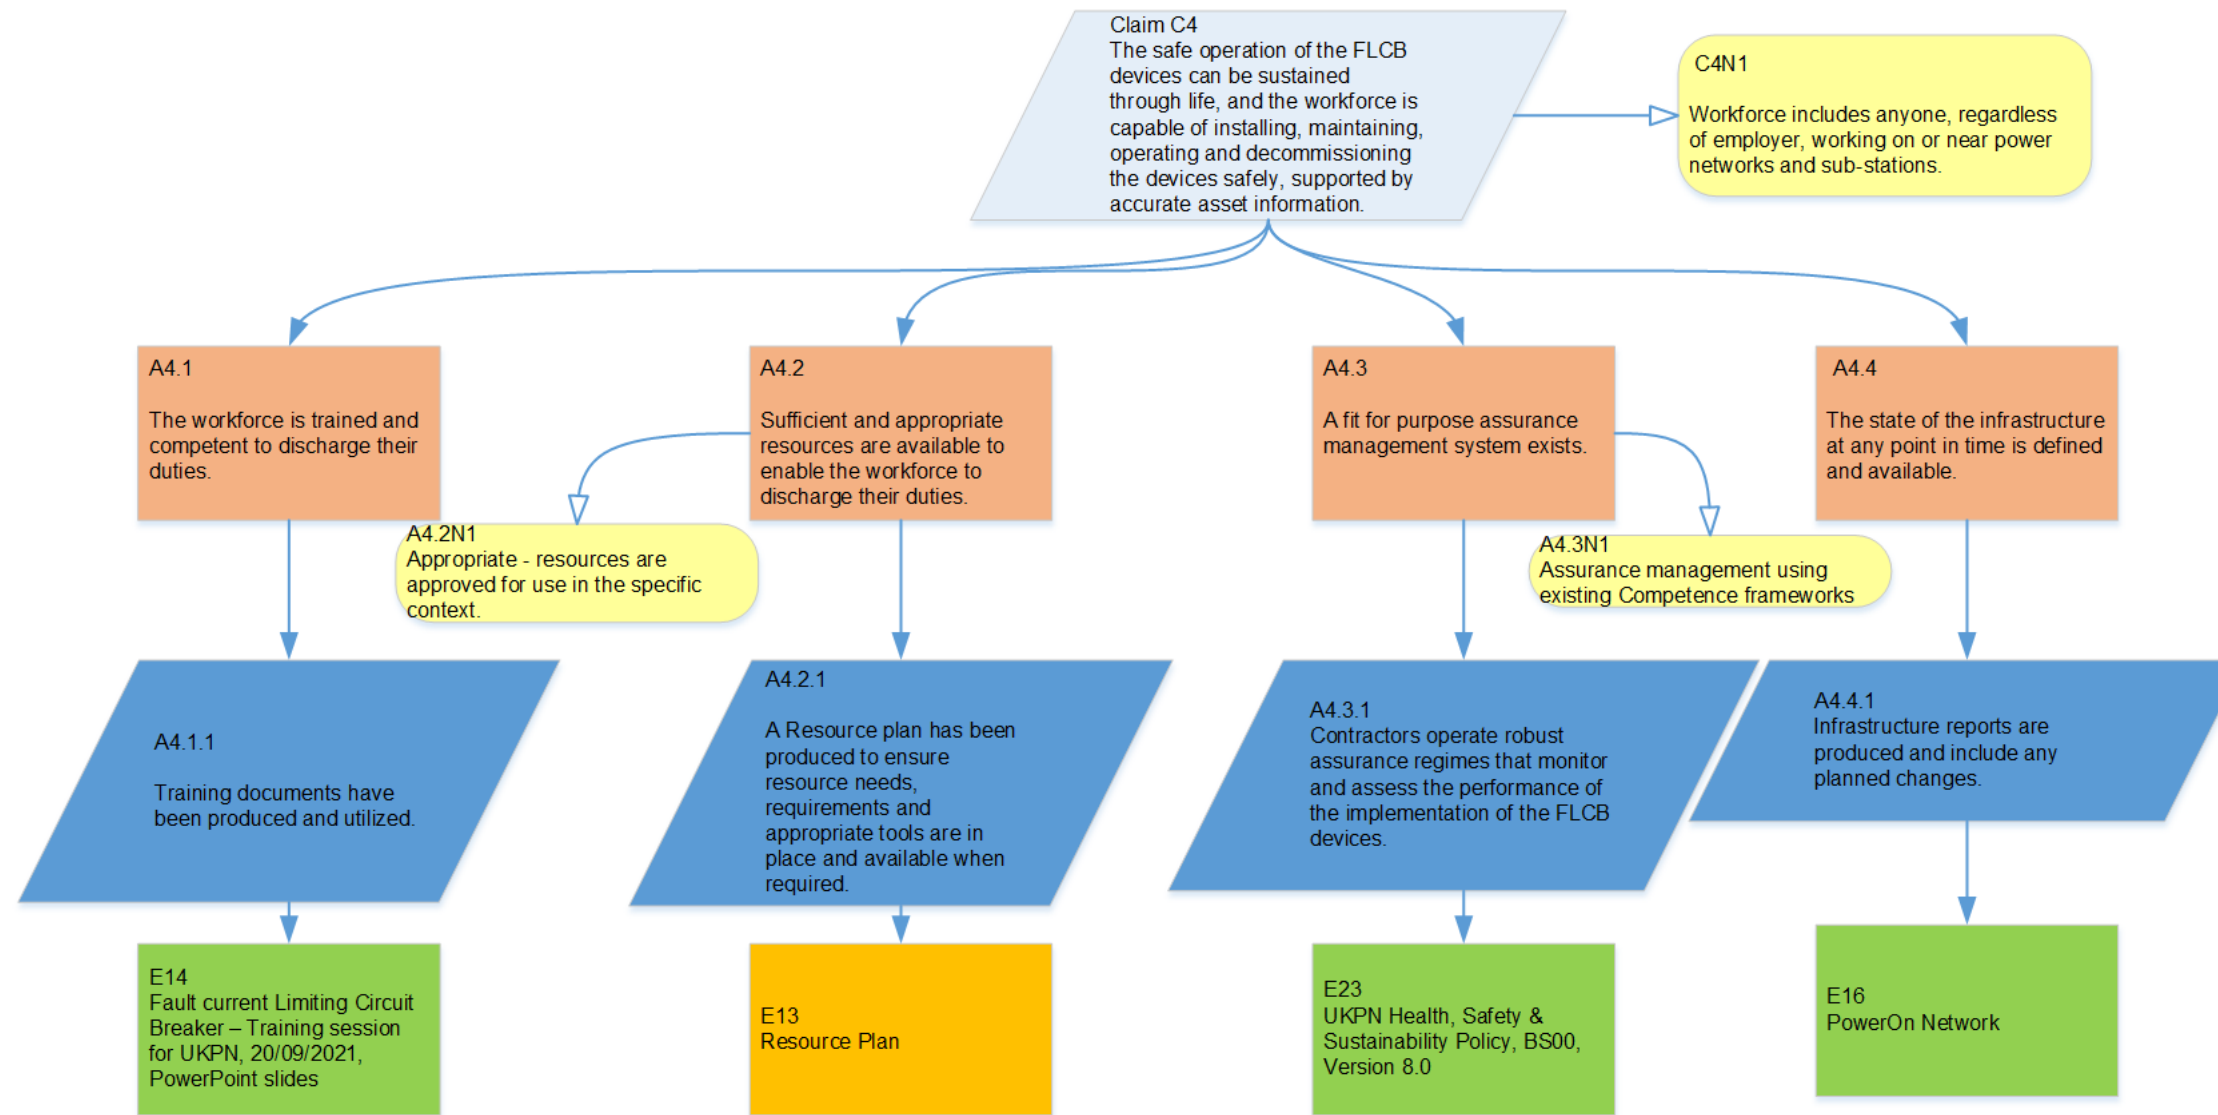 Claim C4
The safe operation of the FLCB
devices can be sustained
through life, and the workforce is
capable of installing, maintaining,
operating and decommissioning
the devices safely, supported by
accurate asset information.
C4N1
Workforce includes anyone, regardless
of employer, working on or near power
networks and sub-stations.
A4.1
The workforce is trained and
competent to discharge their
duties.
A4.2
Sufficient and appropriate
resources are available to
enable the workforce to
discharge their duties.
A4.3
A fit for purpose assurance
management system exists.
A4.4
The state of the infrastructure
at any point in time is defined
and available.
A4.2N1
Appropriate - resources are
approved for use in the specific
context.
A4.3N1
Assurance management using
existing Competence frameworks
A4.1.1
Training documents have
been produced and utilized.
A4.2.1
A Resource plan has been
produced to ensure
resource needs,
requirements and
appropriate tools are in
place and available when
required.
A4.3.1
Contractors operate robust
assurance regimes that monitor
and assess the performance of
the implementation of the FLCB
devices.
A4.4.1
Infrastructure reports are
produced and include any
planned changes.
E14
Fault current Limiting Circuit
Breaker – Training session
for UKPN, 20/09/2021,
PowerPoint slides
E13
Resource Plan
E23
UKPN Health, Safety &
Sustainability Policy, BS00,
Version 8.0
E16
PowerOn Network